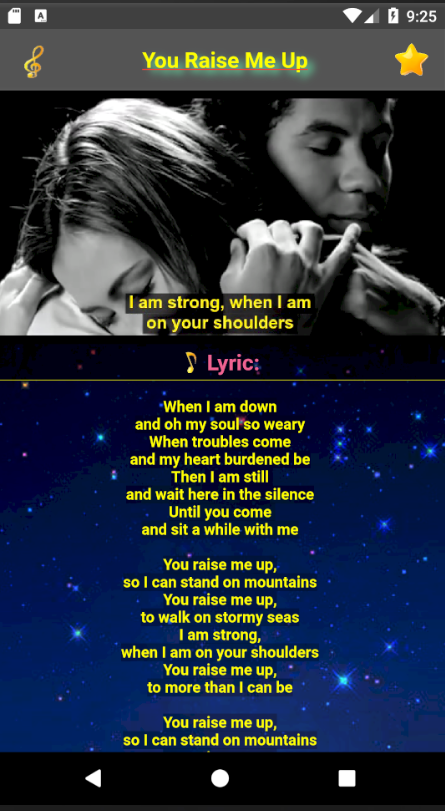 9:25
You Raise Me Up
I am strong, when I am
on your shoulders
Lyric:
When I am down
and oh my soul so weary
When troubles come
and my heart burdened be
Then I am still
and wait here in the silence
Until you come
and sit a while with me
You raise me up,
so I can stand on mountains
You raise me up,
to walk on stormy seas
I am strong,
when I am on your shoulders
You raise me up,
to more than I can be
You raise me up,
so I can stand on mountains